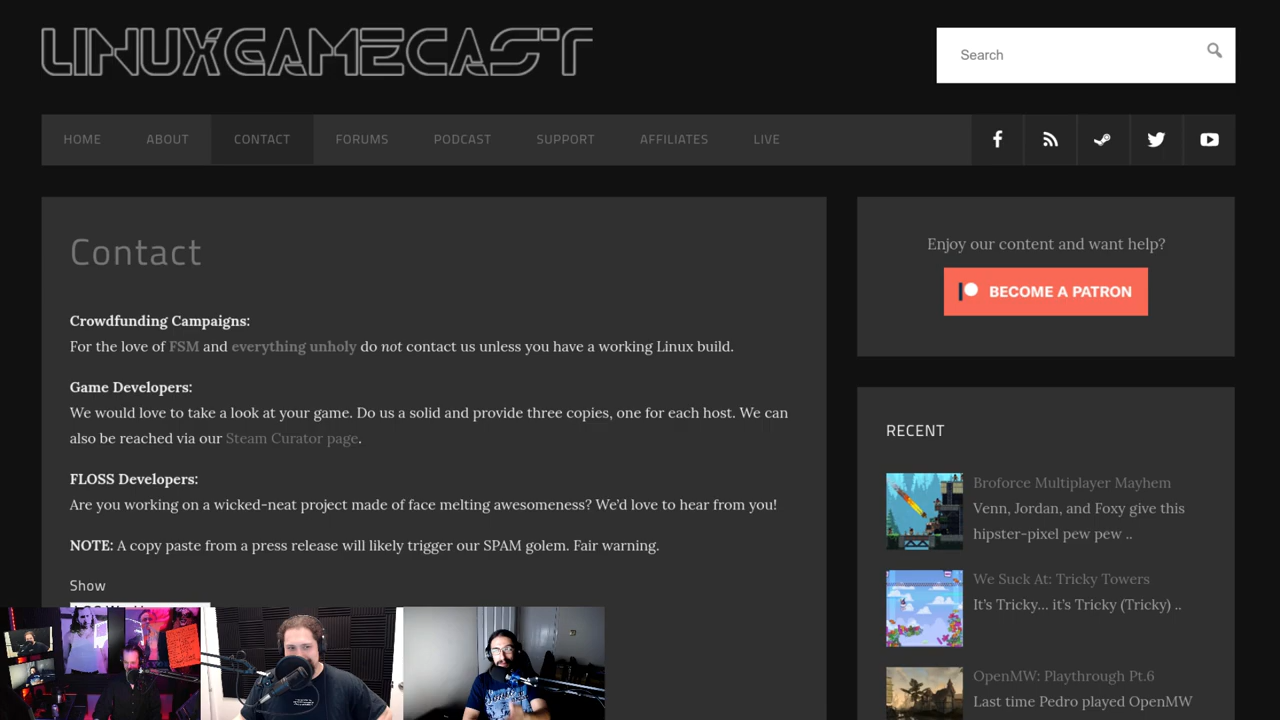 LINUXGAMECAST
Search
HOME ABOUT CONTACT FORUMS PODCAST SUPPORT AFFILIATES LIVE
Contact
Crowdfunding Campaigns:
For the love of FSM and everything unholy do not contact us unless you have a working Linux build.
Game Developers:
We would love to take a look at your game. Do us a solid and provide three copies, one for each host. We can
also be reached via our Steam Curator page.
FLOSS Developers:
Are you working on a wicked-neat project made of face melting awesomeness? We'd love to hear from you!
NOTE: A copy paste from a press release will likely trigger our SPAM golem. Fair warning.
Show
Enjoy our content and want help?
BECOME A PATRON
RECENT
Broforce Multiplayer Mayhem
Venn, Jordan, and Foxy give this
hipster-pixel pew pew ..
We Suck At: Tricky Towers
It's Tricky... it's Tricky (Tricky) ..
OpenMW: Playthrough Pt.6
Last time Pedro played OpenMW